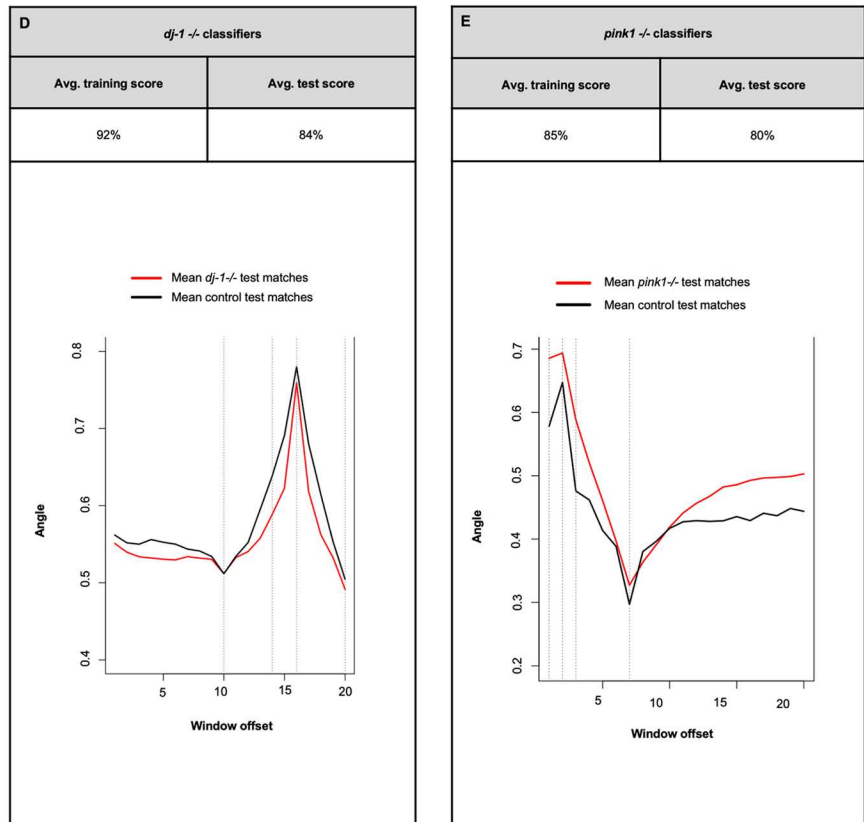 D
dj-1 -/- classifiers
Avg. training score
Avg. test score
92%
84%
Mean dj-1-/- test matches
Mean control test matches
0.8
0.7
0.6
0.5
0.4
Angle
5
10
15
20
Window offset
E
pink1 -/- classifiers
Avg. training score
Avg. test score
85%
80%
Mean pink1-/- test matches
Mean control test matches
0.7
0.6
0.5
0.4
0.3
0.2
Angle
5
10
15
20
Window offset